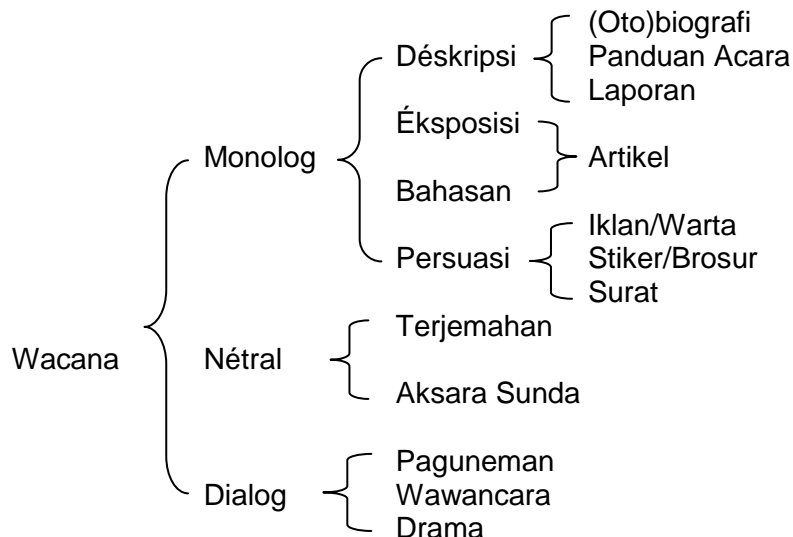 (Oto)biografi
Déskripsi Panduan Acara
Laporan
Éksposisi
Monolog Artikel
Bahasan
Iklan/Warta
Persuasi Stiker/Brosur
Surat
Terjemahan
Wacana Nétral
Aksara Sunda
Paguneman
Dialog Wawancara
Drama